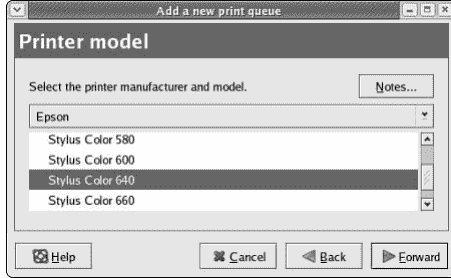 Add a new print queue
Printer model
Select the printer manufacturer and model.
Notes...
Epson
Stylus Color 580
Stylus Color 600
Stylus Color 640
Stylus Color 660
Help
Cancel
Back
Forward